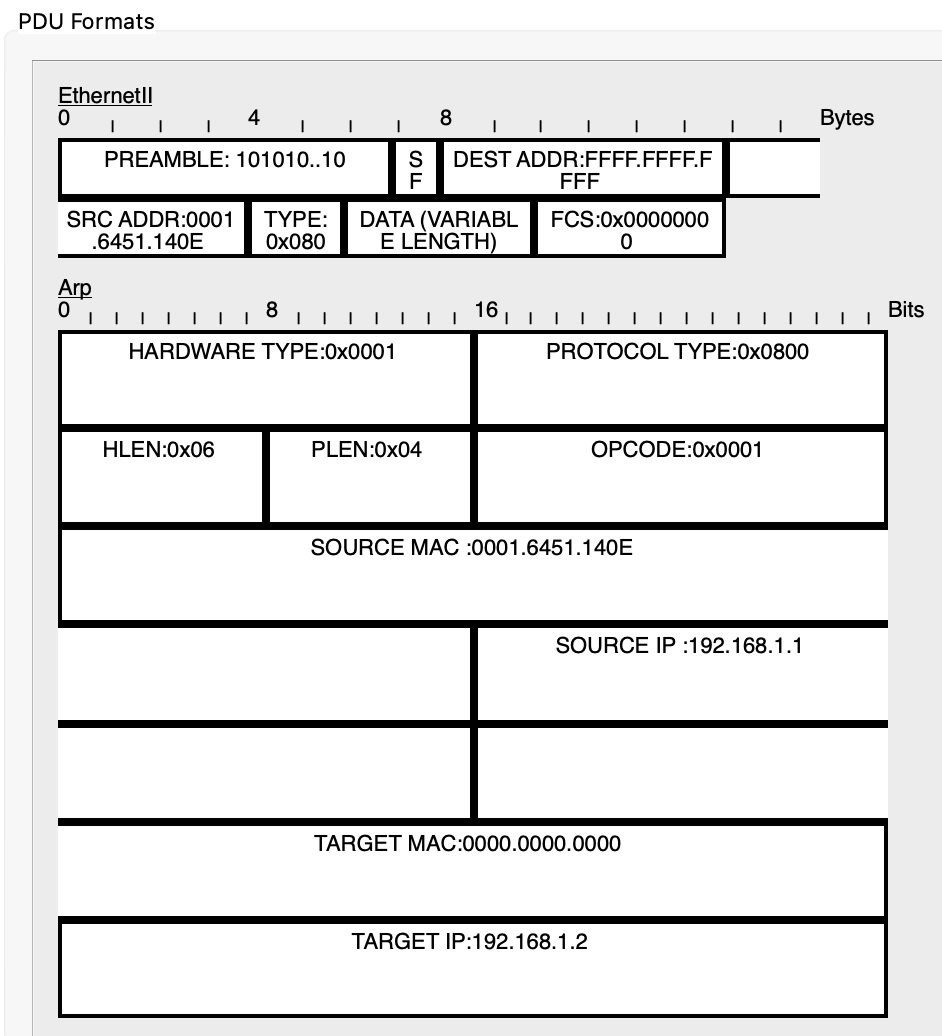 PDU Formats
EthernetII
0 4 8 Bytes
PREAMBLE: 101010..10
S
F
DEST ADDR:FFFF.FFFF.F
FFF
SRC ADDR:0001
.6451.140E
TYPE:
0x080
DATA (VARIABL
E LENGTH)
FCS:0x0000000
0
Arp
0 8 16 Bits
HARDWARE TYPE:0x0001 PROTOCOL TYPE:0x0800
HLEN:0x06 PLEN:0x04 OPCODE:0x0001
SOURCE MAC :0001.6451.140E
SOURCE IP :192.168.1.1
TARGET MAC:0000.0000.0000
TARGET IP:192.168.1.2